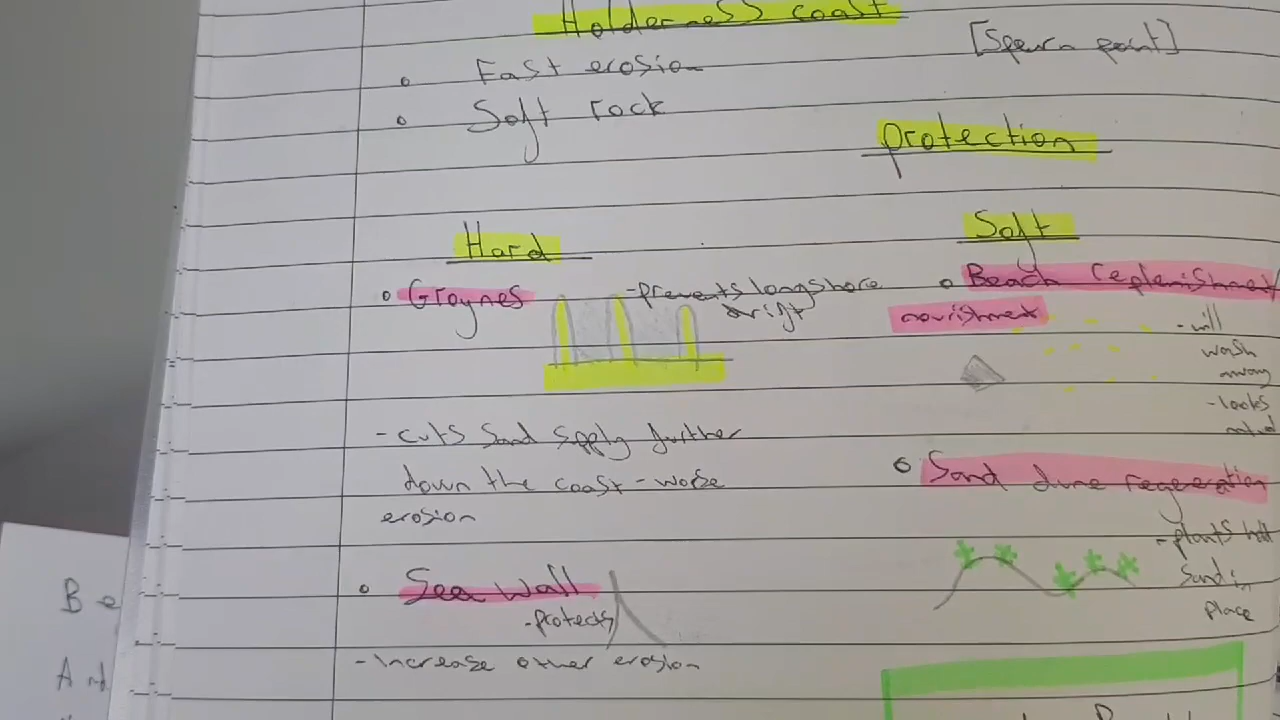 Holderness coast
[Spurn point]
Fast erosion
Soft rock
protection
Hard
Soft
Groynes
-prevents longshore
drift
Beach replenishment/
nourishment
-will
wash
away
-looks
-cuts sand supply further
down the coast - worse
erosion
Sand dune regeration
-plants hold
sand in
place
Sea Wall
-protects
-increase other erosion
Be